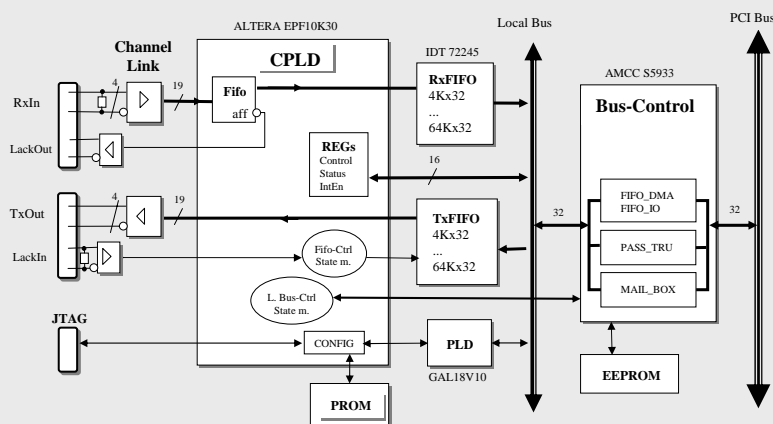 Local Bus
PCI Bus
ALTERA EPF10K30
Channel
Link
CPLD
IDT 72245
AMCC S5933
RxIn
4
19
Fifo
aff
RxFIFO
4Kx32
...
64Kx32
Bus-Control
LackOut
REGs
Control
Status
IntEn
16
TxOut
4
19
TxFIFO
4Kx32
...
64Kx32
32
FIFO_DMA
FIFO_IO
32
PASS_TRU
MAIL_BOX
LackIn
Fifo-Ctrl
State m.
L. Bus-Ctrl
State m.
JTAG
CONFIG
PLD
GAL18V10
EEPROM
PROM